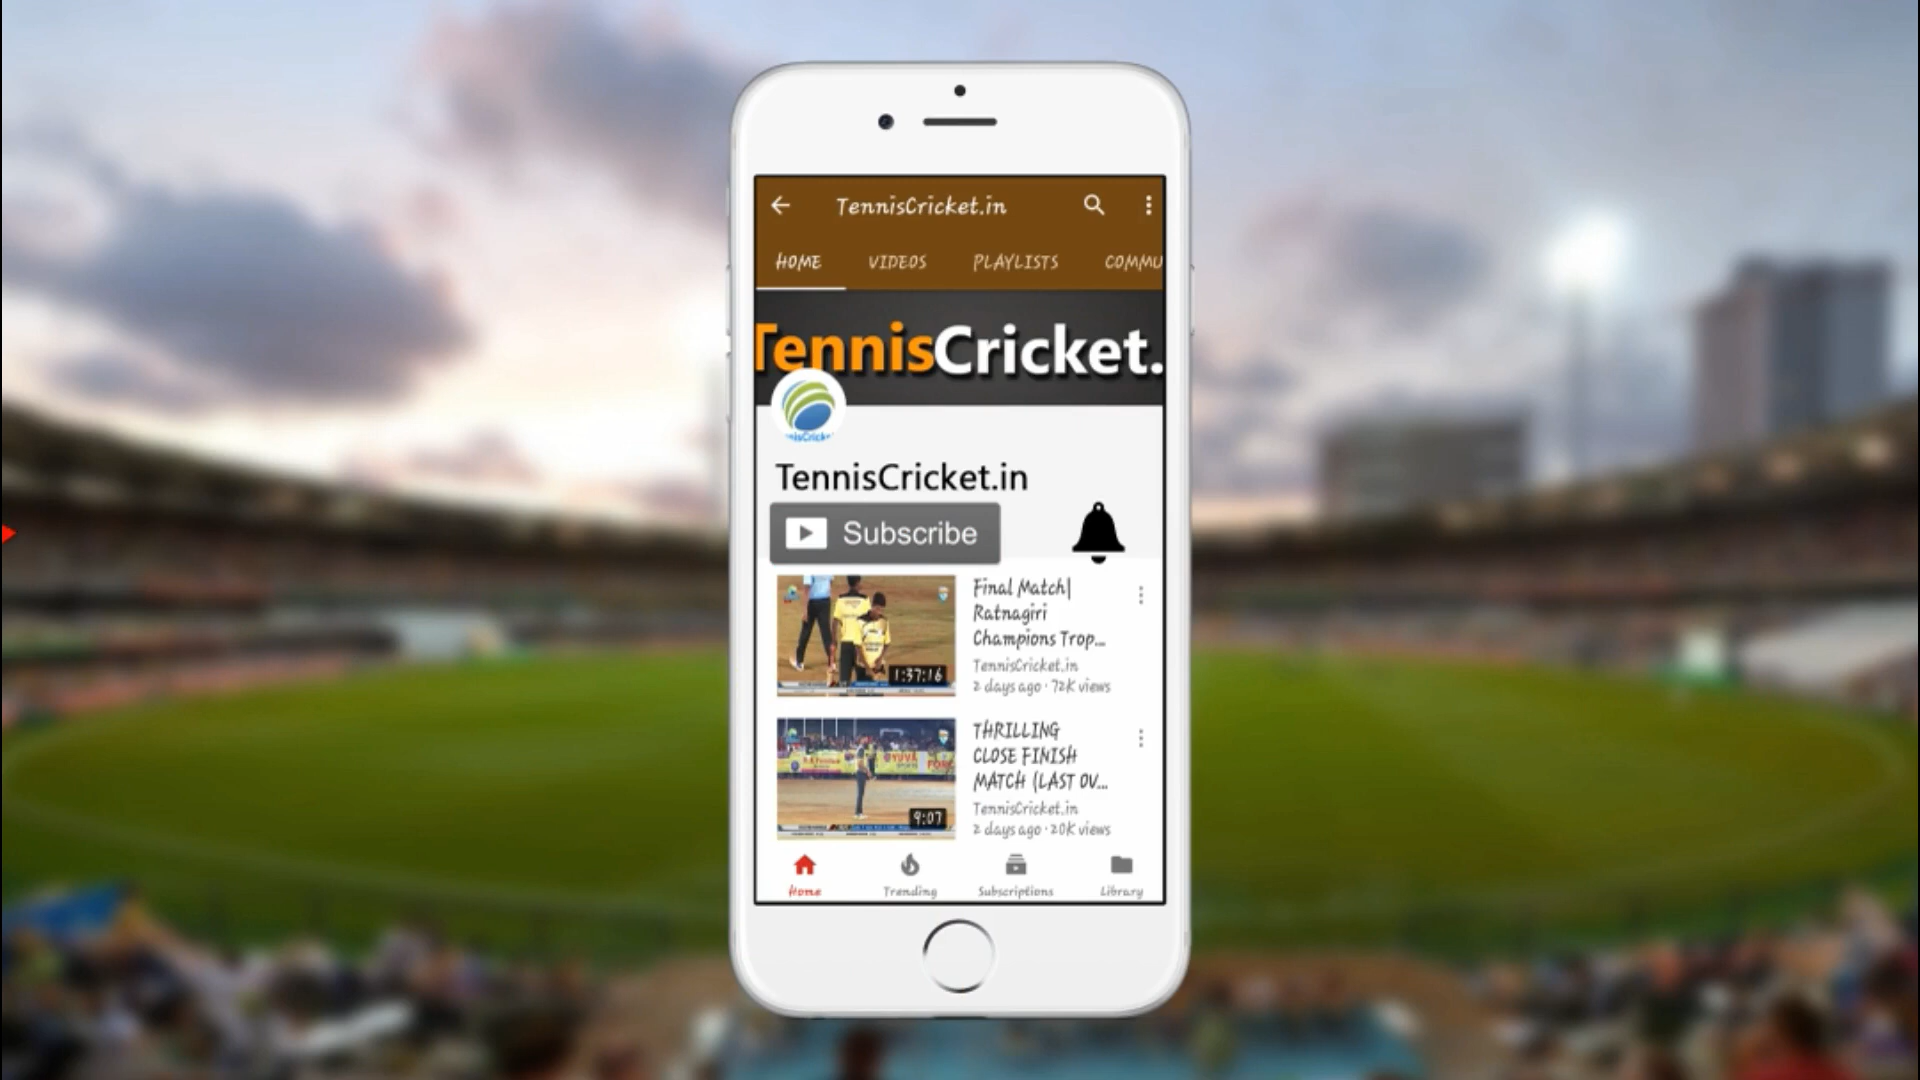 TennisCricket.in
HOME VIDEOS PLAYLISTS COMMU
TennisCricket.
TennisCricket.in
Subscribe
Final Match|
Ratnagiri
Champions Trop...
TennisCricket.in
2 days ago · 72K views
1:37:16
THRILLING
CLOSE FINISH
MATCH (LAST OV...
TennisCricket.in
2 days ago · 20K views
YUVA
9:07
Home Trending Subscriptions Library